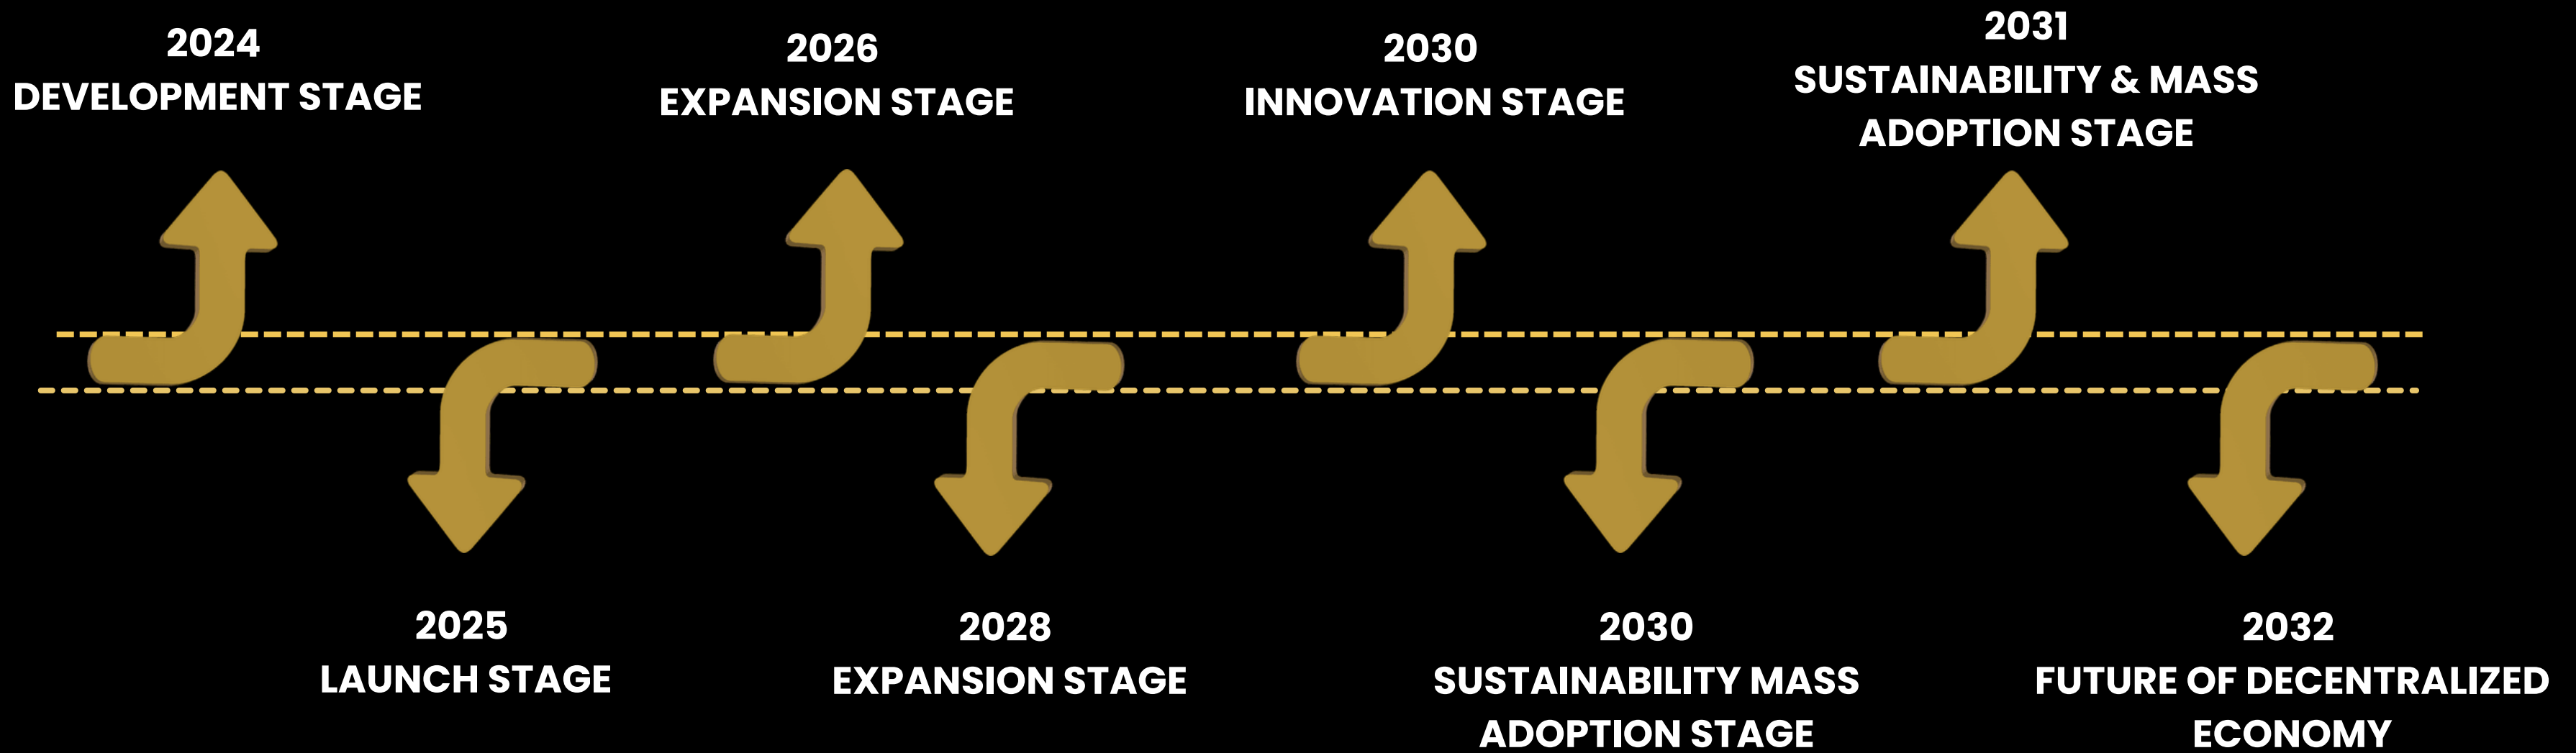 2024
DEVELOPMENT STAGE
2026
EXPANSION STAGE
2030
INNOVATION STAGE
2031
SUSTAINABILITY & MASS
ADOPTION STAGE
2025
LAUNCH STAGE
2028
EXPANSION STAGE
2030
SUSTAINABILITY MASS
ADOPTION STAGE
2032
FUTURE OF DECENTRALIZED
ECONOMY